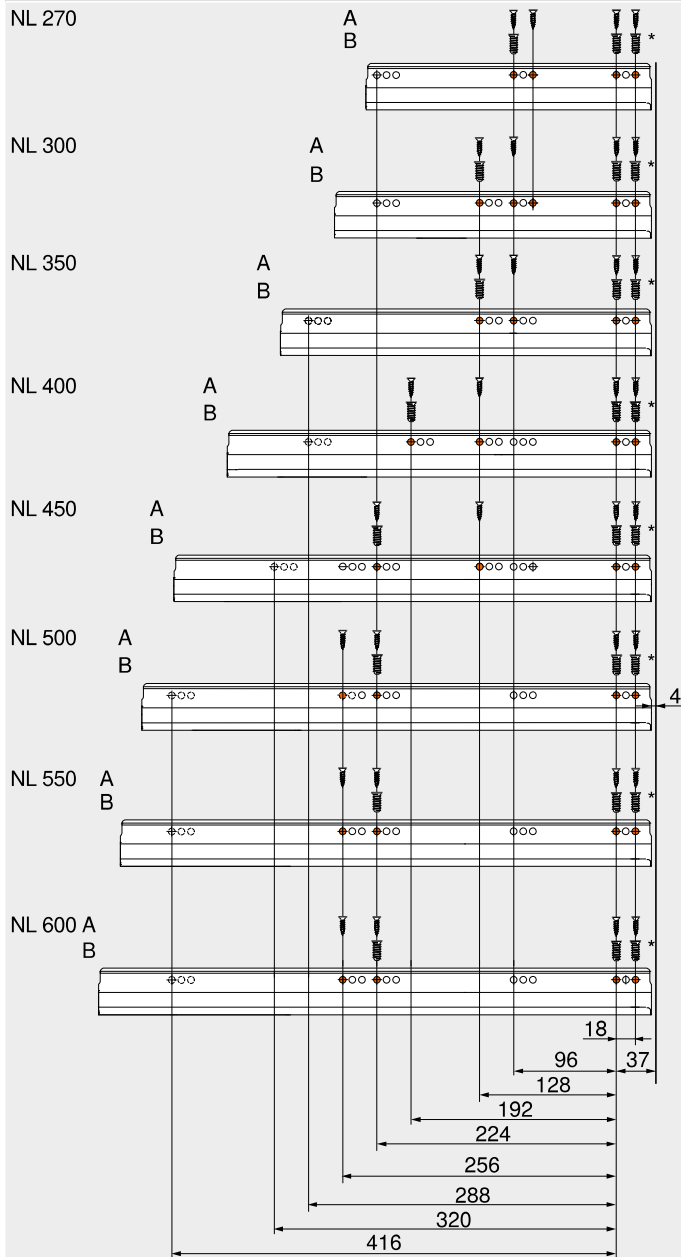 NL 270 A
B *
NL 300 A
B *
NL 350 A
B *
NL 400 A
B *
NL 450 A
B *
NL 500 A
B *
4
NL 550 A
B *
NL 600 A
B *
18
96 37
128
192
224
256
288
320
416